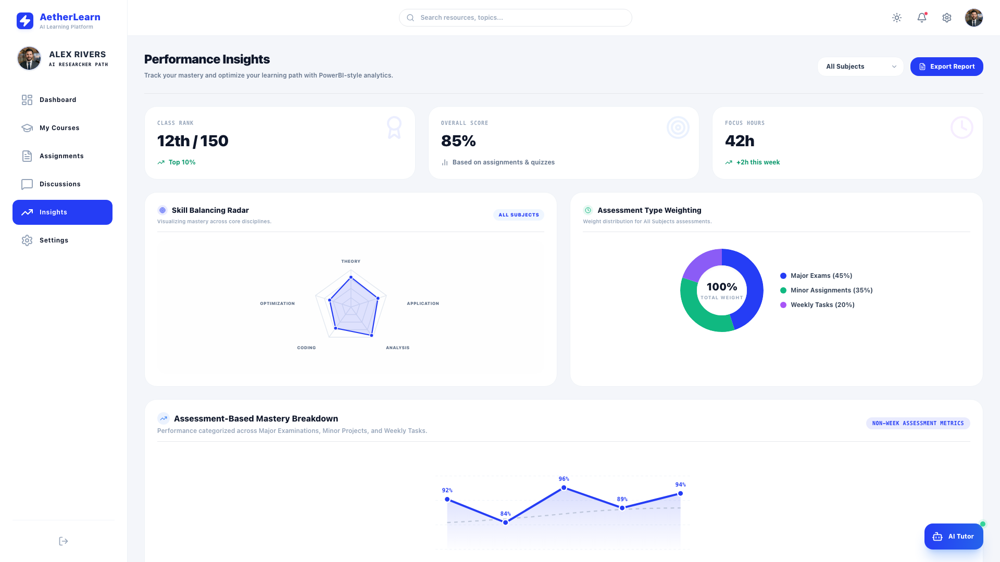 AetherLearn
AI Learning Platform
ALEX RIVERS
AI RESEARCHER PATH
Dashboard
My Courses
Assignments
Discussions
Insights
Settings
Search resources, topics...
Performance Insights
Track your mastery and optimize your learning path with PowerBI-style analytics.
All Subjects
Export Report
CLASS RANK
12th / 150
Top 10%
OVERALL SCORE
85%
Based on assignments & quizzes
FOCUS HOURS
42h
+2h this week
Skill Balancing Radar
Visualizing mastery across core disciplines.
ALL SUBJECTS
THEORY
OPTIMIZATION
APPLICATION
CODING
ANALYSIS
Assessment Type Weighting
Weight distribution for All Subjects assessments.
100%
TOTAL WEIGHT
Major Exams (45%)
Minor Assignments (35%)
Weekly Tasks (20%)
Assessment-Based Mastery Breakdown
Performance categorized across Major Examinations, Minor Projects, and Weekly Tasks.
NON-WEEK ASSESSMENT METRICS
92%
84%
96%
89%
94%
AI Tutor